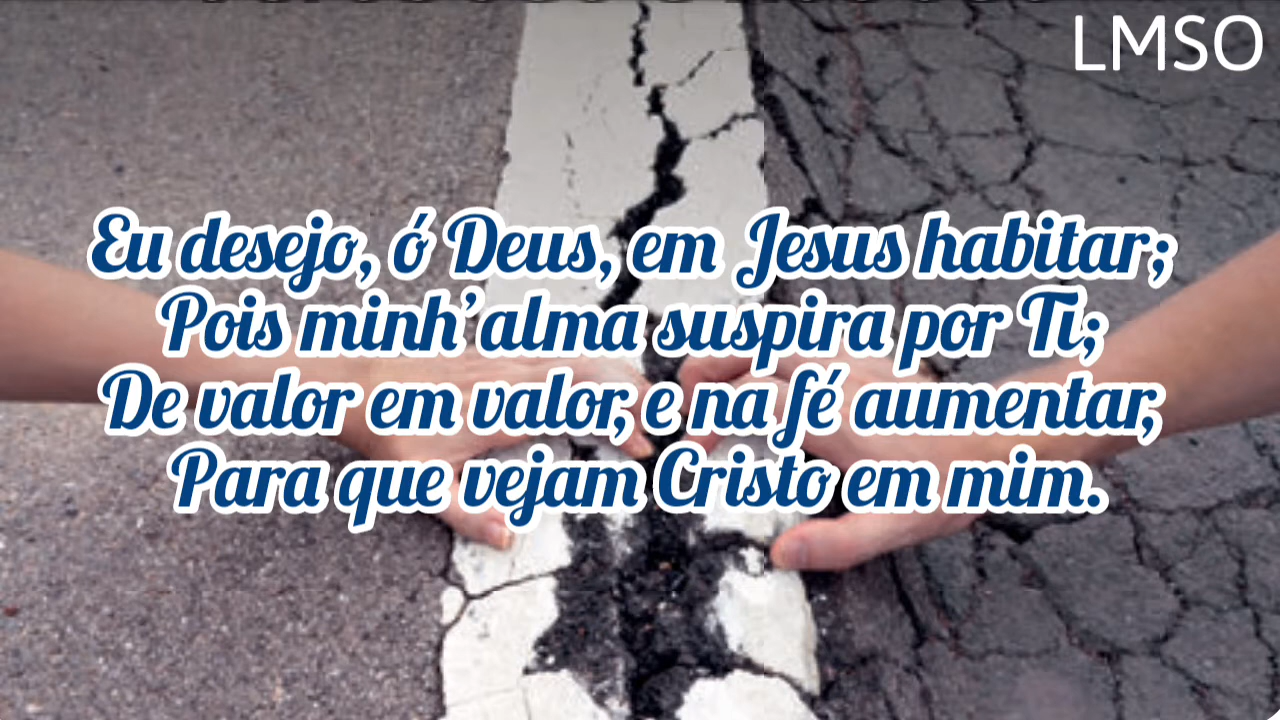 LMSO
Eu desejo, ó Deus, em Jesus habitar;
Pois minh’alma suspira por Ti;
De valor em valor, e na fé aumentar,
Para que vejam Cristo em mim.